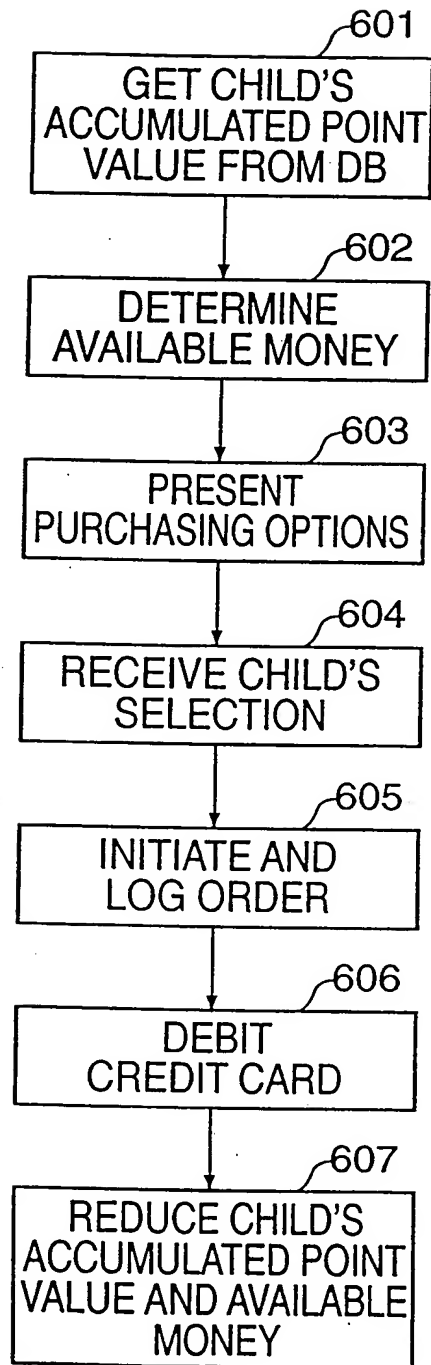 601
GET CHILD'S
ACCUMULATED POINT
VALUE FROM DB
602
DETERMINE
AVAILABLE MONEY
603
PRESENT
PURCHASING OPTIONS
604
RECEIVE CHILD'S
SELECTION
605
INITIATE AND
LOG ORDER
606
DEBIT
CREDIT CARD
607
REDUCE CHILD'S
ACCUMULATED POINT
VALUE AND AVAILABLE
MONEY